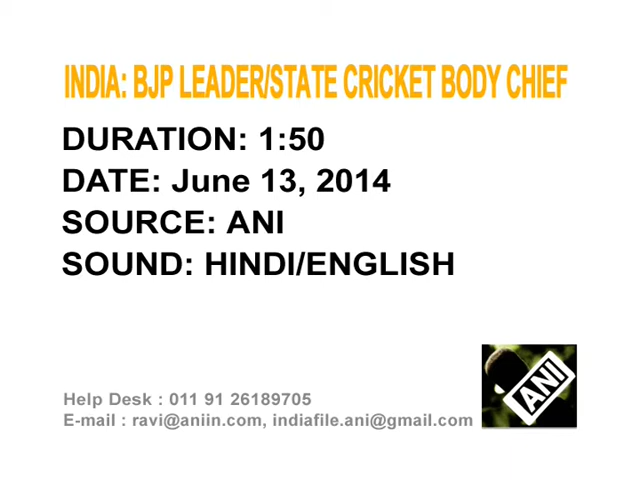 INDIA: BJP LEADER/STATE CRICKET BODY CHIEF
DURATION: 1:50
DATE: June 13, 2014
SOURCE: ANI
SOUND: HINDI/ENGLISH
ANI
Help Desk : 011 91 26189705
E-mail : ravi@aniin.com, indiafile.ani@gmail.com